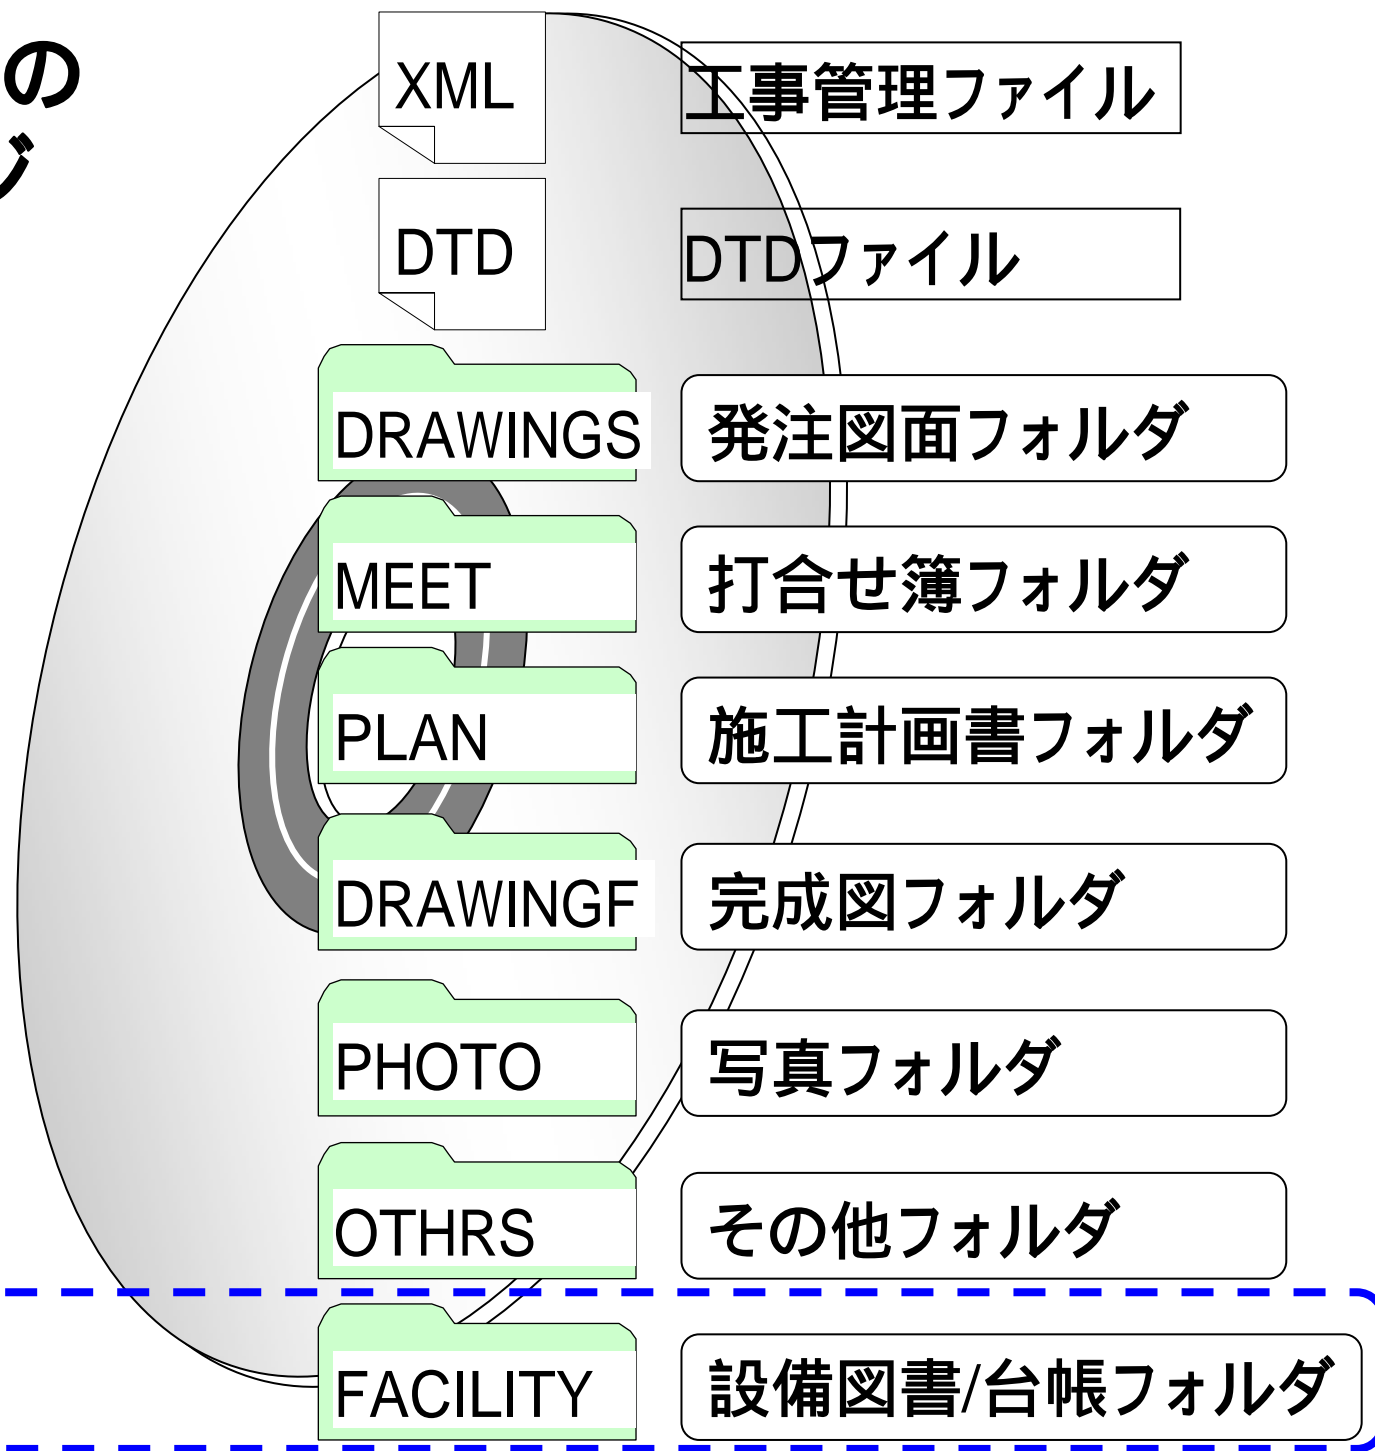 の
ジ
XML 工事管理ファイル
DTD DTDファイル
DRAWINGS 発注図面フォルダ
MEET 打合せ簿フォルダ
PLAN 施工計画書フォルダ
DRAWINGF 完成図フォルダ
PHOTO 写真フォルダ
OTHRS その他フォルダ
FACILITY 設備図書/台帳フォルダ